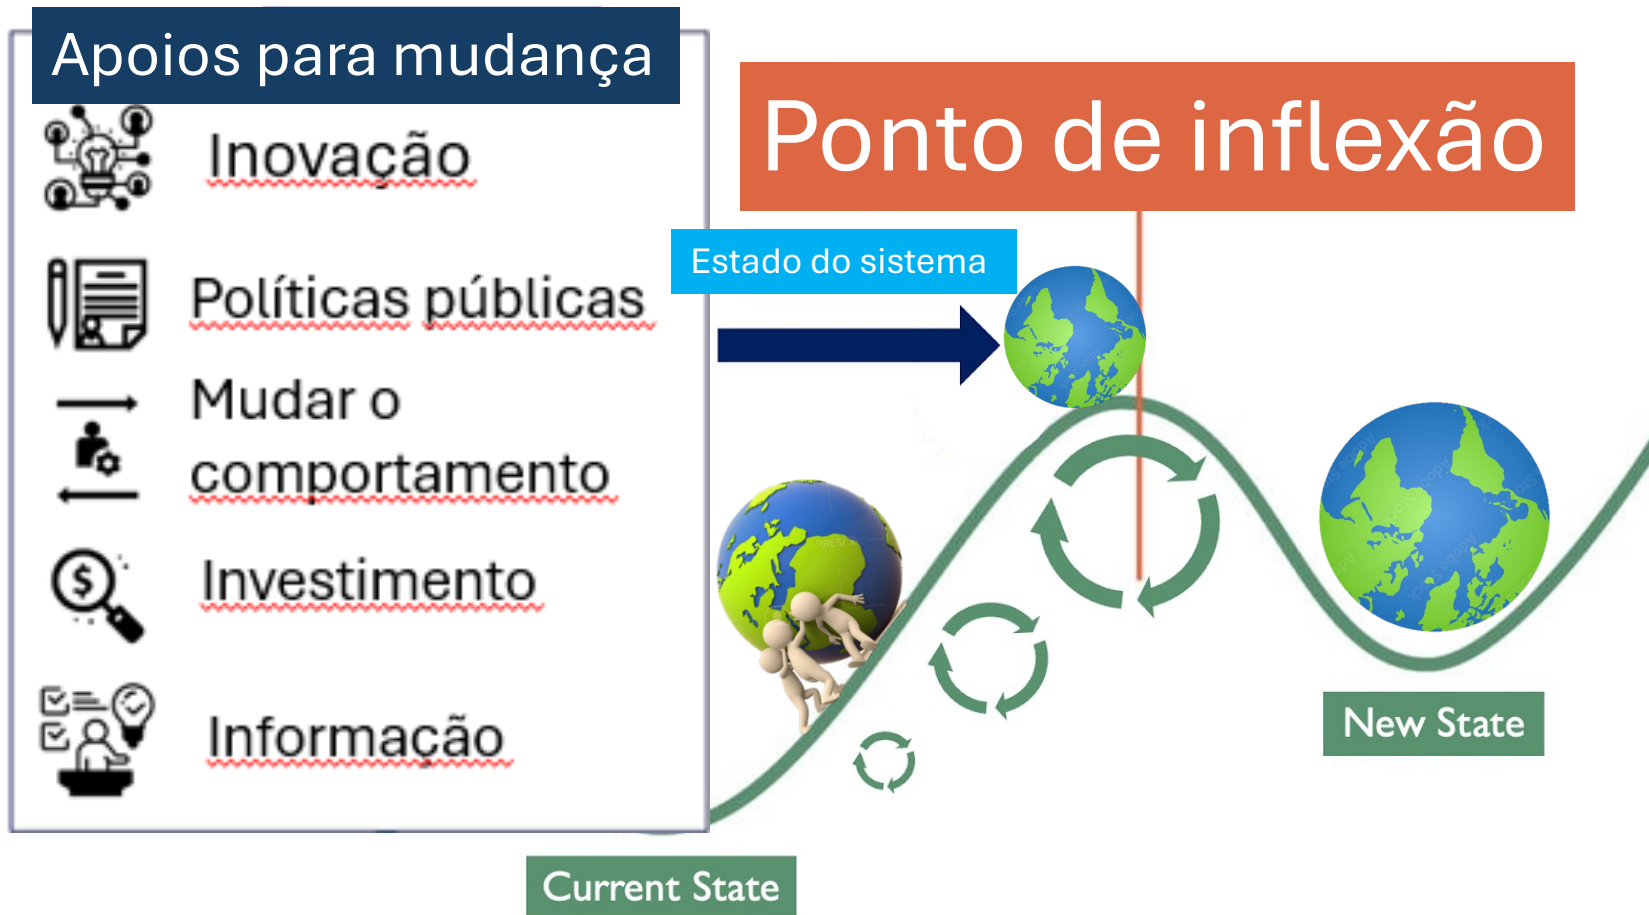 Apoios para mudança
Inovação
Políticas públicas
Mudar o
comportamento
Investimento
Informação
Ponto de inflexão
Estado do sistema
New State
Current State